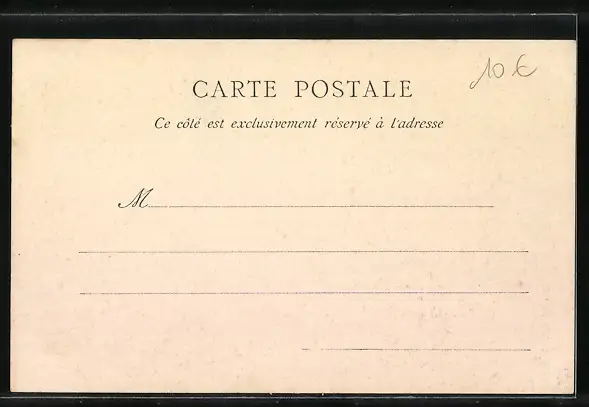 10 €
CARTE POSTALE
Ce côté est exclusivement réservé à l'adresse
M